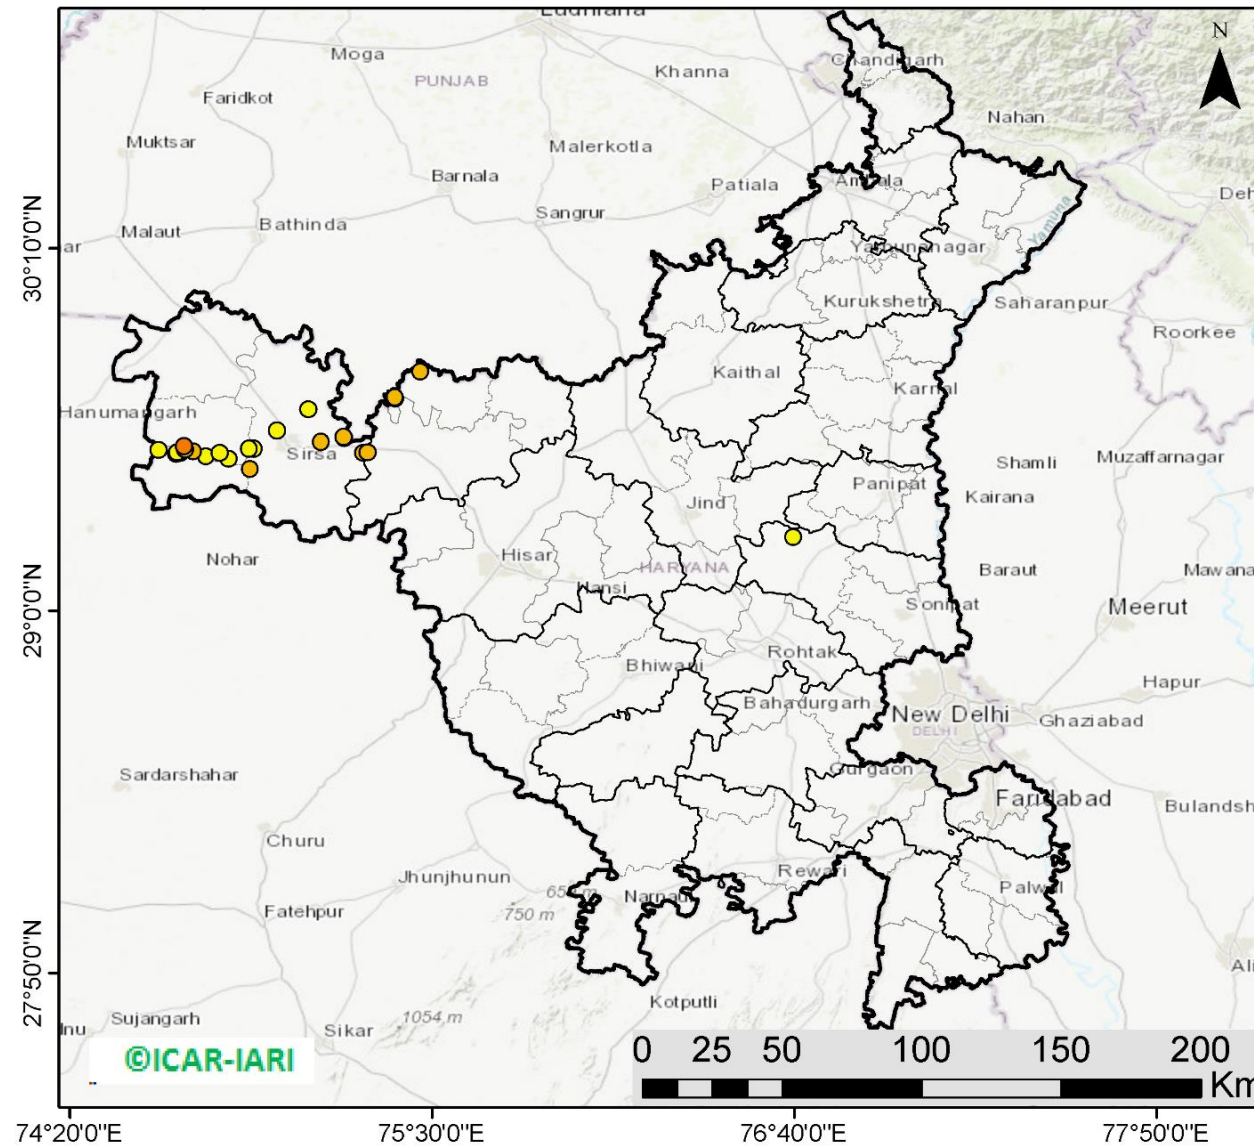 N
Moga
Khanna
Chandigarh
PUNJAB
Faridkot
Nahan
Muktsar
Malerkotla
Barnala
Patiala
Ambala
Sangrur
Bathinda
Malaut
Yamuna
Yamunanagar
30°10'0"N
Kurukshetra
Saharanpur
Roorkee
Kaithal
Karnal
Hanumangarh
Sirsa
Shamli
Muzaffarnagar
Panipat
Kairana
Jind
Nohar
Hisar
HARYANA
Baraut
Mawana
Hansi
Sonipat
Meerut
29°0'0"N
Rohtak
Bhiwani
Hapur
Bahadurgarh
New Delhi
Ghaziabad
DELHI
Gurgaon
Sardarshahar
Faridabad
Bulandsh
Churu
Jhunjhunun
Rewari
Palwal
Narnaul
Fatehpur
750 m
27°50'0"N
Kotputli
1054 m
Sujangarh
Sikar
©ICAR-IARI
0 25 50 100 150 200
Km
74°20'0"E 75°30'0"E 76°40'0"E 77°50'0"E